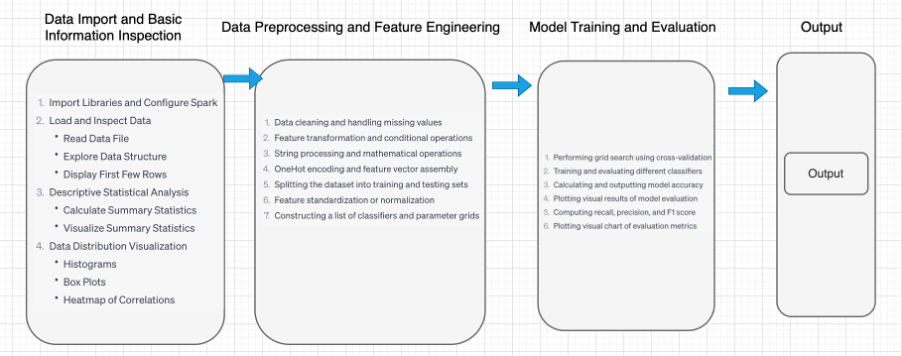 Data Import and Basic
Information Inspection
1. Import Libraries and Configure Spark
2. Load and Inspect Data
• Read Data File
• Explore Data Structure
• Display First Few Rows
3. Descriptive Statistical Analysis
• Calculate Summary Statistics
• Visualize Summary Statistics
4. Data Distribution Visualization
• Histograms
• Box Plots
• Heatmap of Correlations
Data Preprocessing and Feature Engineering
1. Data cleaning and handling missing values
2. Feature transformation and conditional operations
3. String processing and mathematical operations
4. OneHot encoding and feature vector assembly
5. Splitting the dataset into training and testing sets
6. Feature standardization or normalization
7. Constructing a list of classifiers and parameter grids
Model Training and Evaluation
1. Performing grid search using cross-validation
2. Training and evaluating different classifiers
3. Calculating and outputting model accuracy
4. Plotting visual results of model evaluation
5. Computing recall, precision, and F1 score
6. Plotting visual chart of evaluation metrics
Output
Output